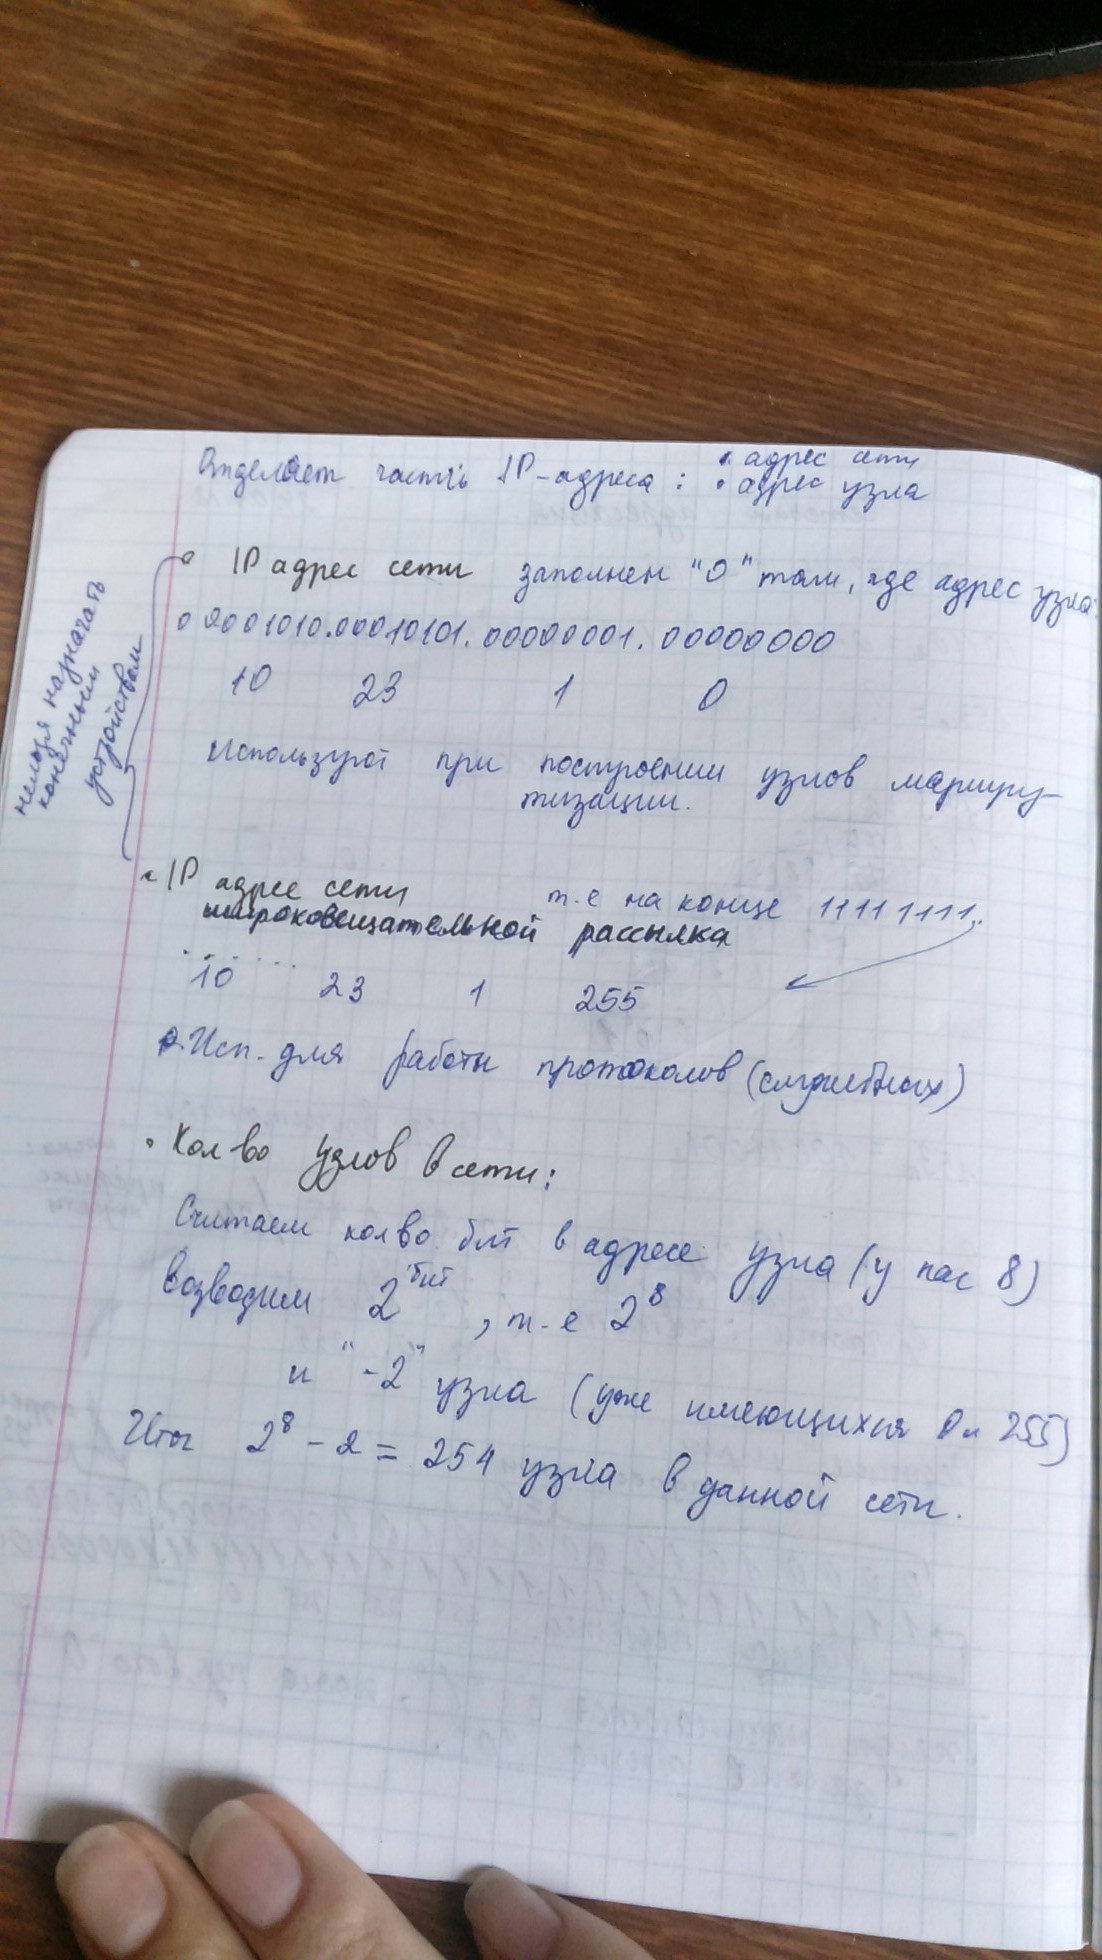 Отделяет часть IP-адреса : • адрес сети
• адрес узла
• IP адрес сети заполнен "0" там, где адрес узла:
00001010.00010101.00000001.00000000
10 23 1 0
Используют при построении узлов маршру-
тизации.
нельзя назначать
конечным
устройствам
• IP адрес сети т.е на конце 11111111.
широковещательной рассылка
10 23 1 255
• Исп. для работы протоколов (служебных)
• Кол во узлов в сети:
Считаем кол во бит в адресе узла (у нас 8)
Возводим 2^бит , т-е 2^8
и "-2" узла (уже имеющихся 0 и 255)
Итог 2^8 - 2 = 254 узла в данной сети.